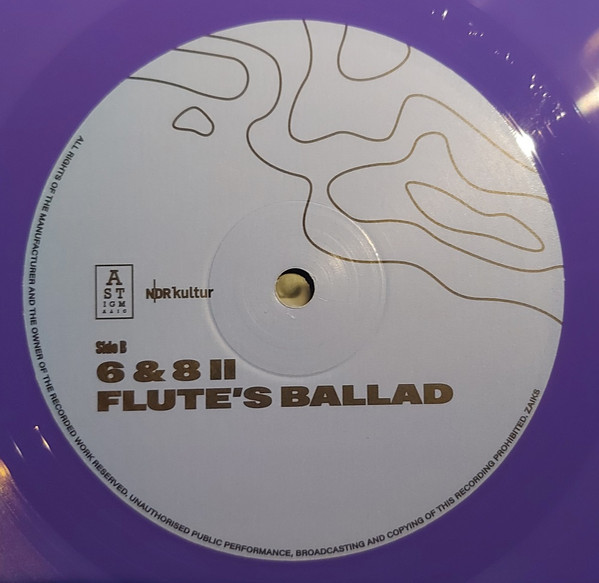 A
ST
IGM
NDR kultur
Side B
6 & 8 II
FLUTE'S BALLAD
ALL RIGHTS OF THE MANUFACTURER AND THE OWNER OF THE RECORDED WORK RESERVED. UNAUTHORISED PUBLIC PERFORMANCE, BROADCASTING AND COPYING OF THIS RECORDING PROHIBITED. ZAIKS